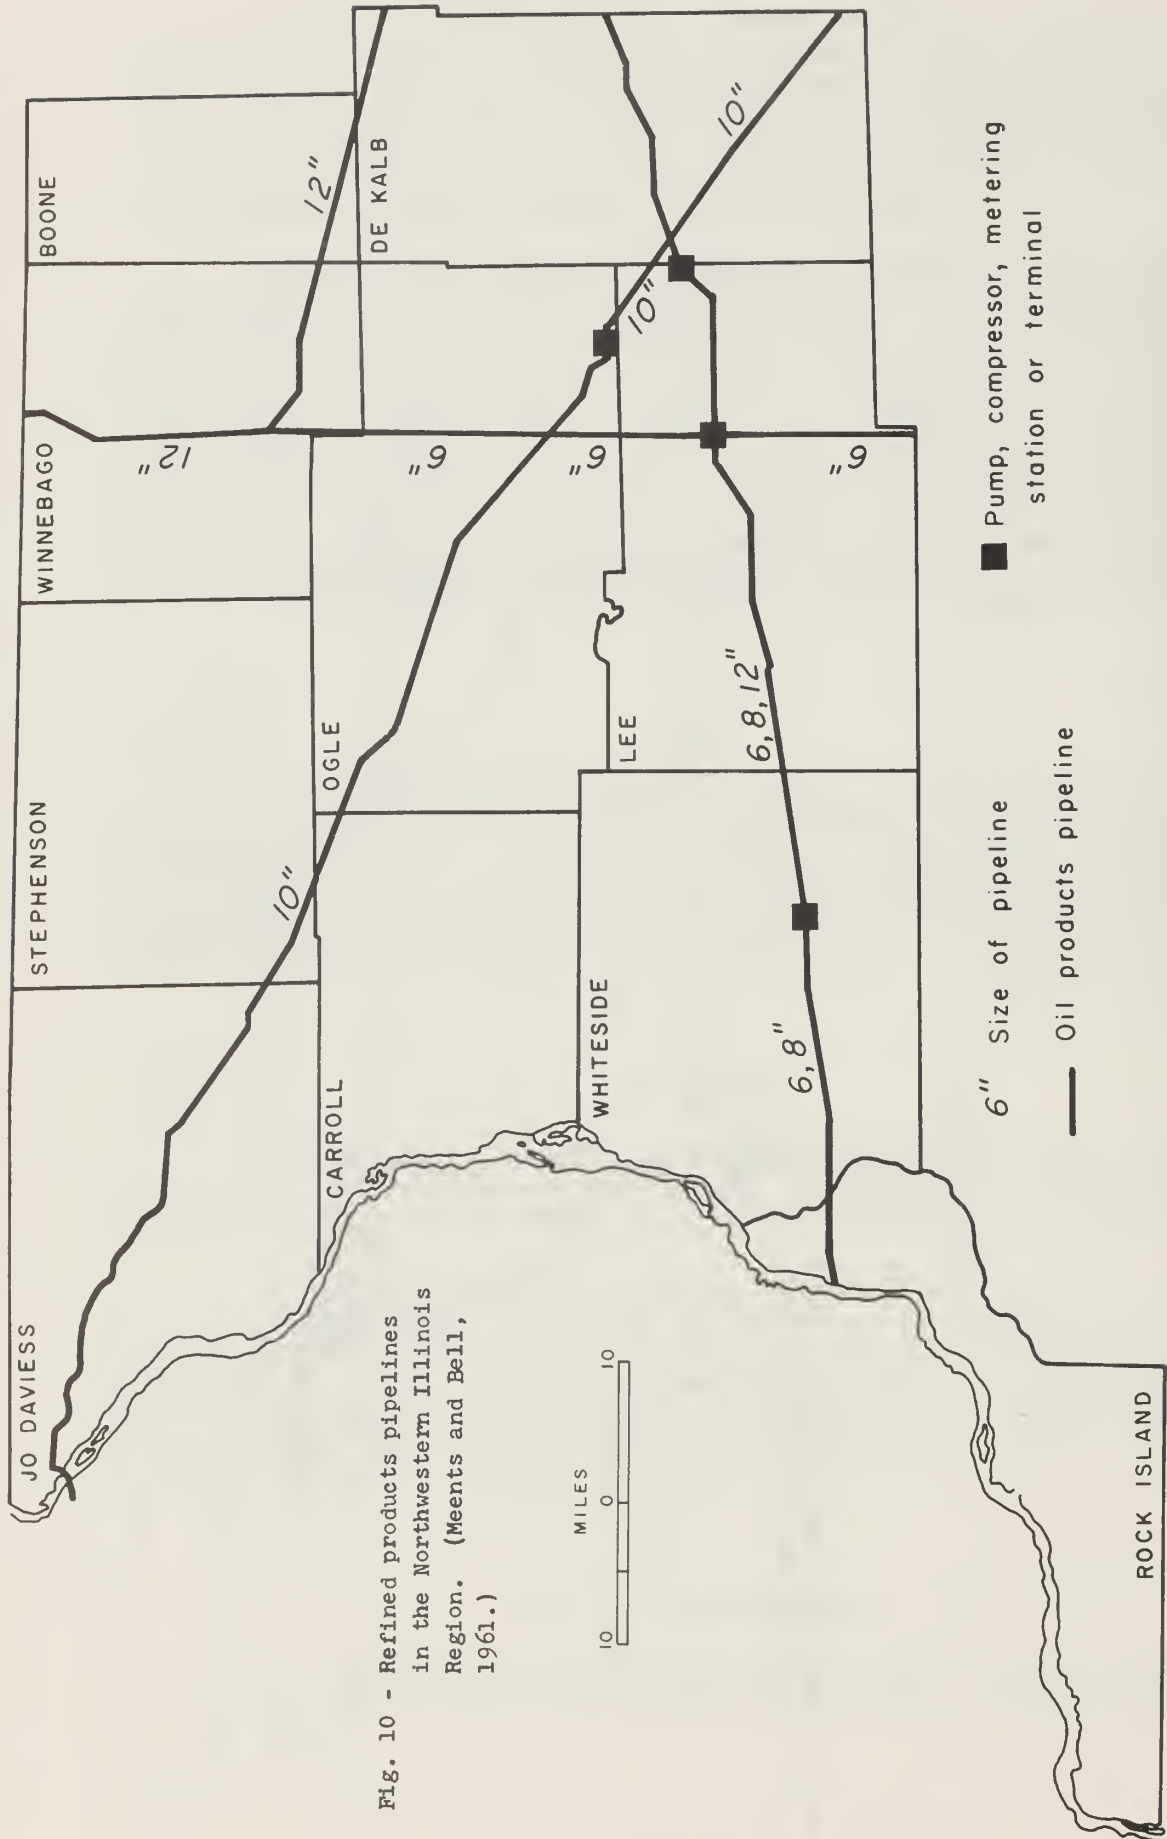 JO DAVIESS
STEPHENSON
WINNEBAGO
BOONE
12"
12"
10"
CARROLL
OGLE
6"
6"
DE KALB
10"
10"
WHITESIDE
LEE
6,8,12"
6"
6,8"
ROCK ISLAND
Fig. 10 - Refined products pipelines
in the Northwestern Illinois
Region. (Meents and Bell,
1961.)
MILES
10 0 10
6" Size of pipeline
Oil products pipeline
Pump, compressor, metering
station or terminal